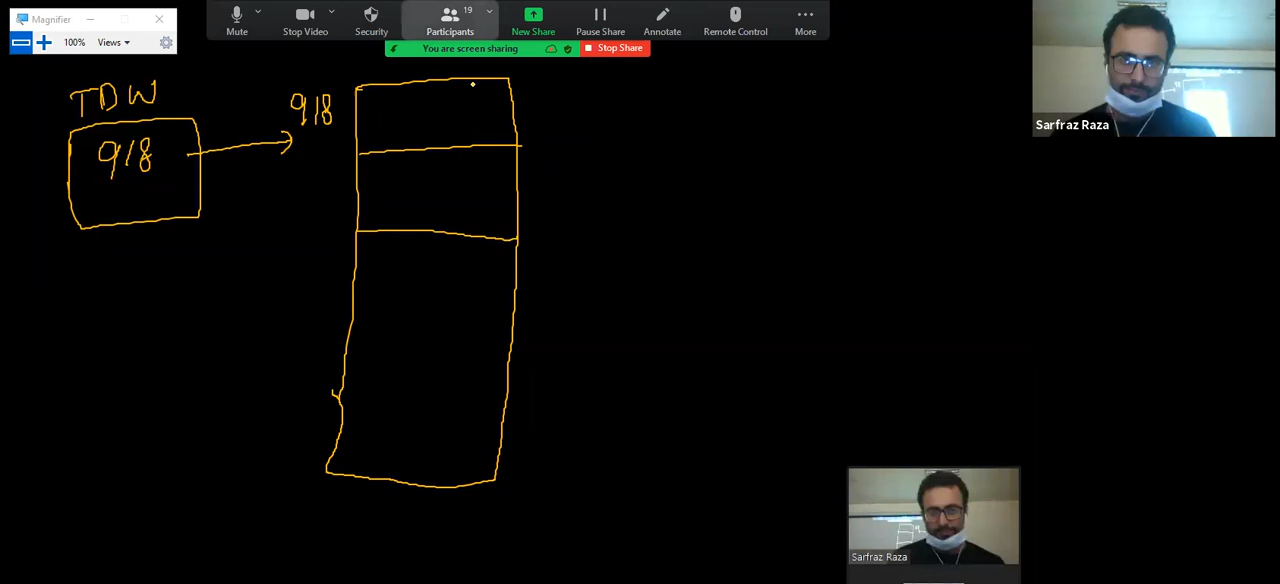 Magnifier
100% Views
Mute Stop Video Security Participants 19 New Share Pause Share Annotate Remote Control More
You are screen sharing Stop Share
TDW
918
918
Sarfraz Raza
Sarfraz Raza